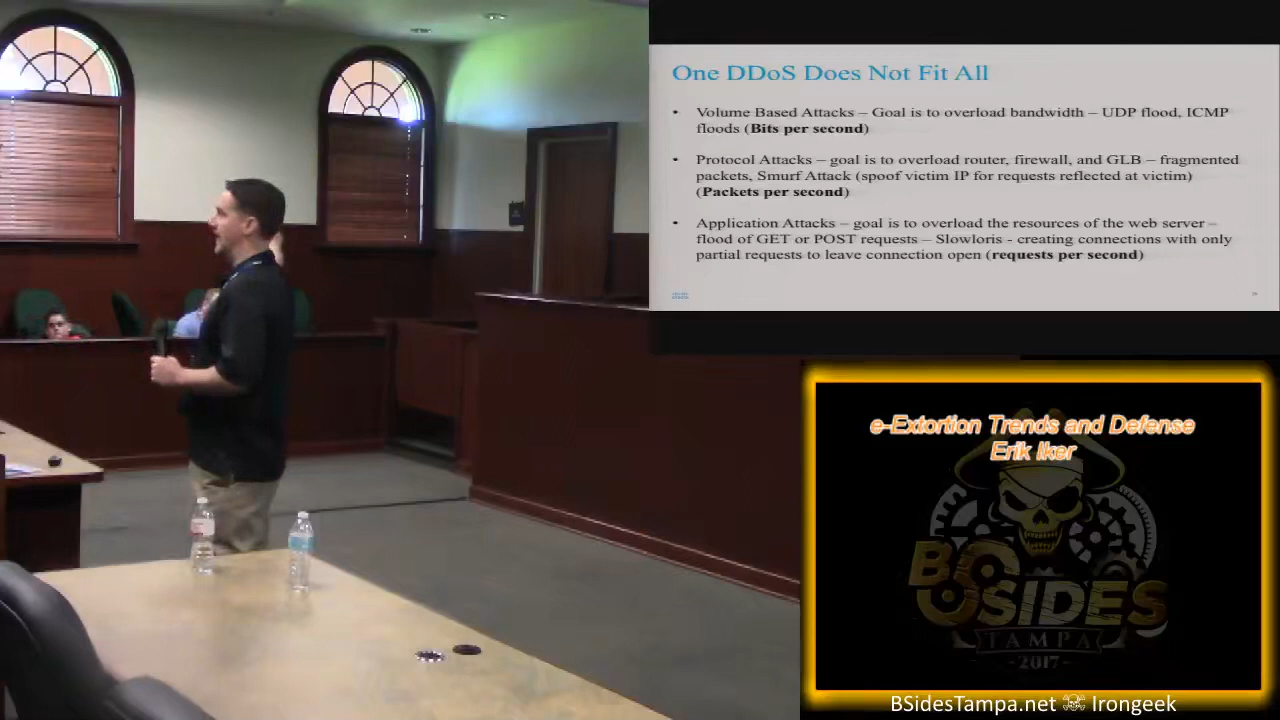 One DDoS Does Not Fit All
• Volume Based Attacks – Goal is to overload bandwidth – UDP flood, ICMP
floods (Bits per second)
• Protocol Attacks – goal is to overload router, firewall, and GLB – fragmented
packets, Smurf Attack (spoof victim IP for requests reflected at victim)
(Packets per second)
• Application Attacks – goal is to overload the resources of the web server –
flood of GET or POST requests – Slowloris - creating connections with only
partial requests to leave connection open (requests per second)
e-Extortion Trends and Defense
Erik Iker
BSIDES
TAMPA
-2017-
BSidesTampa.net ☠ Irongeek